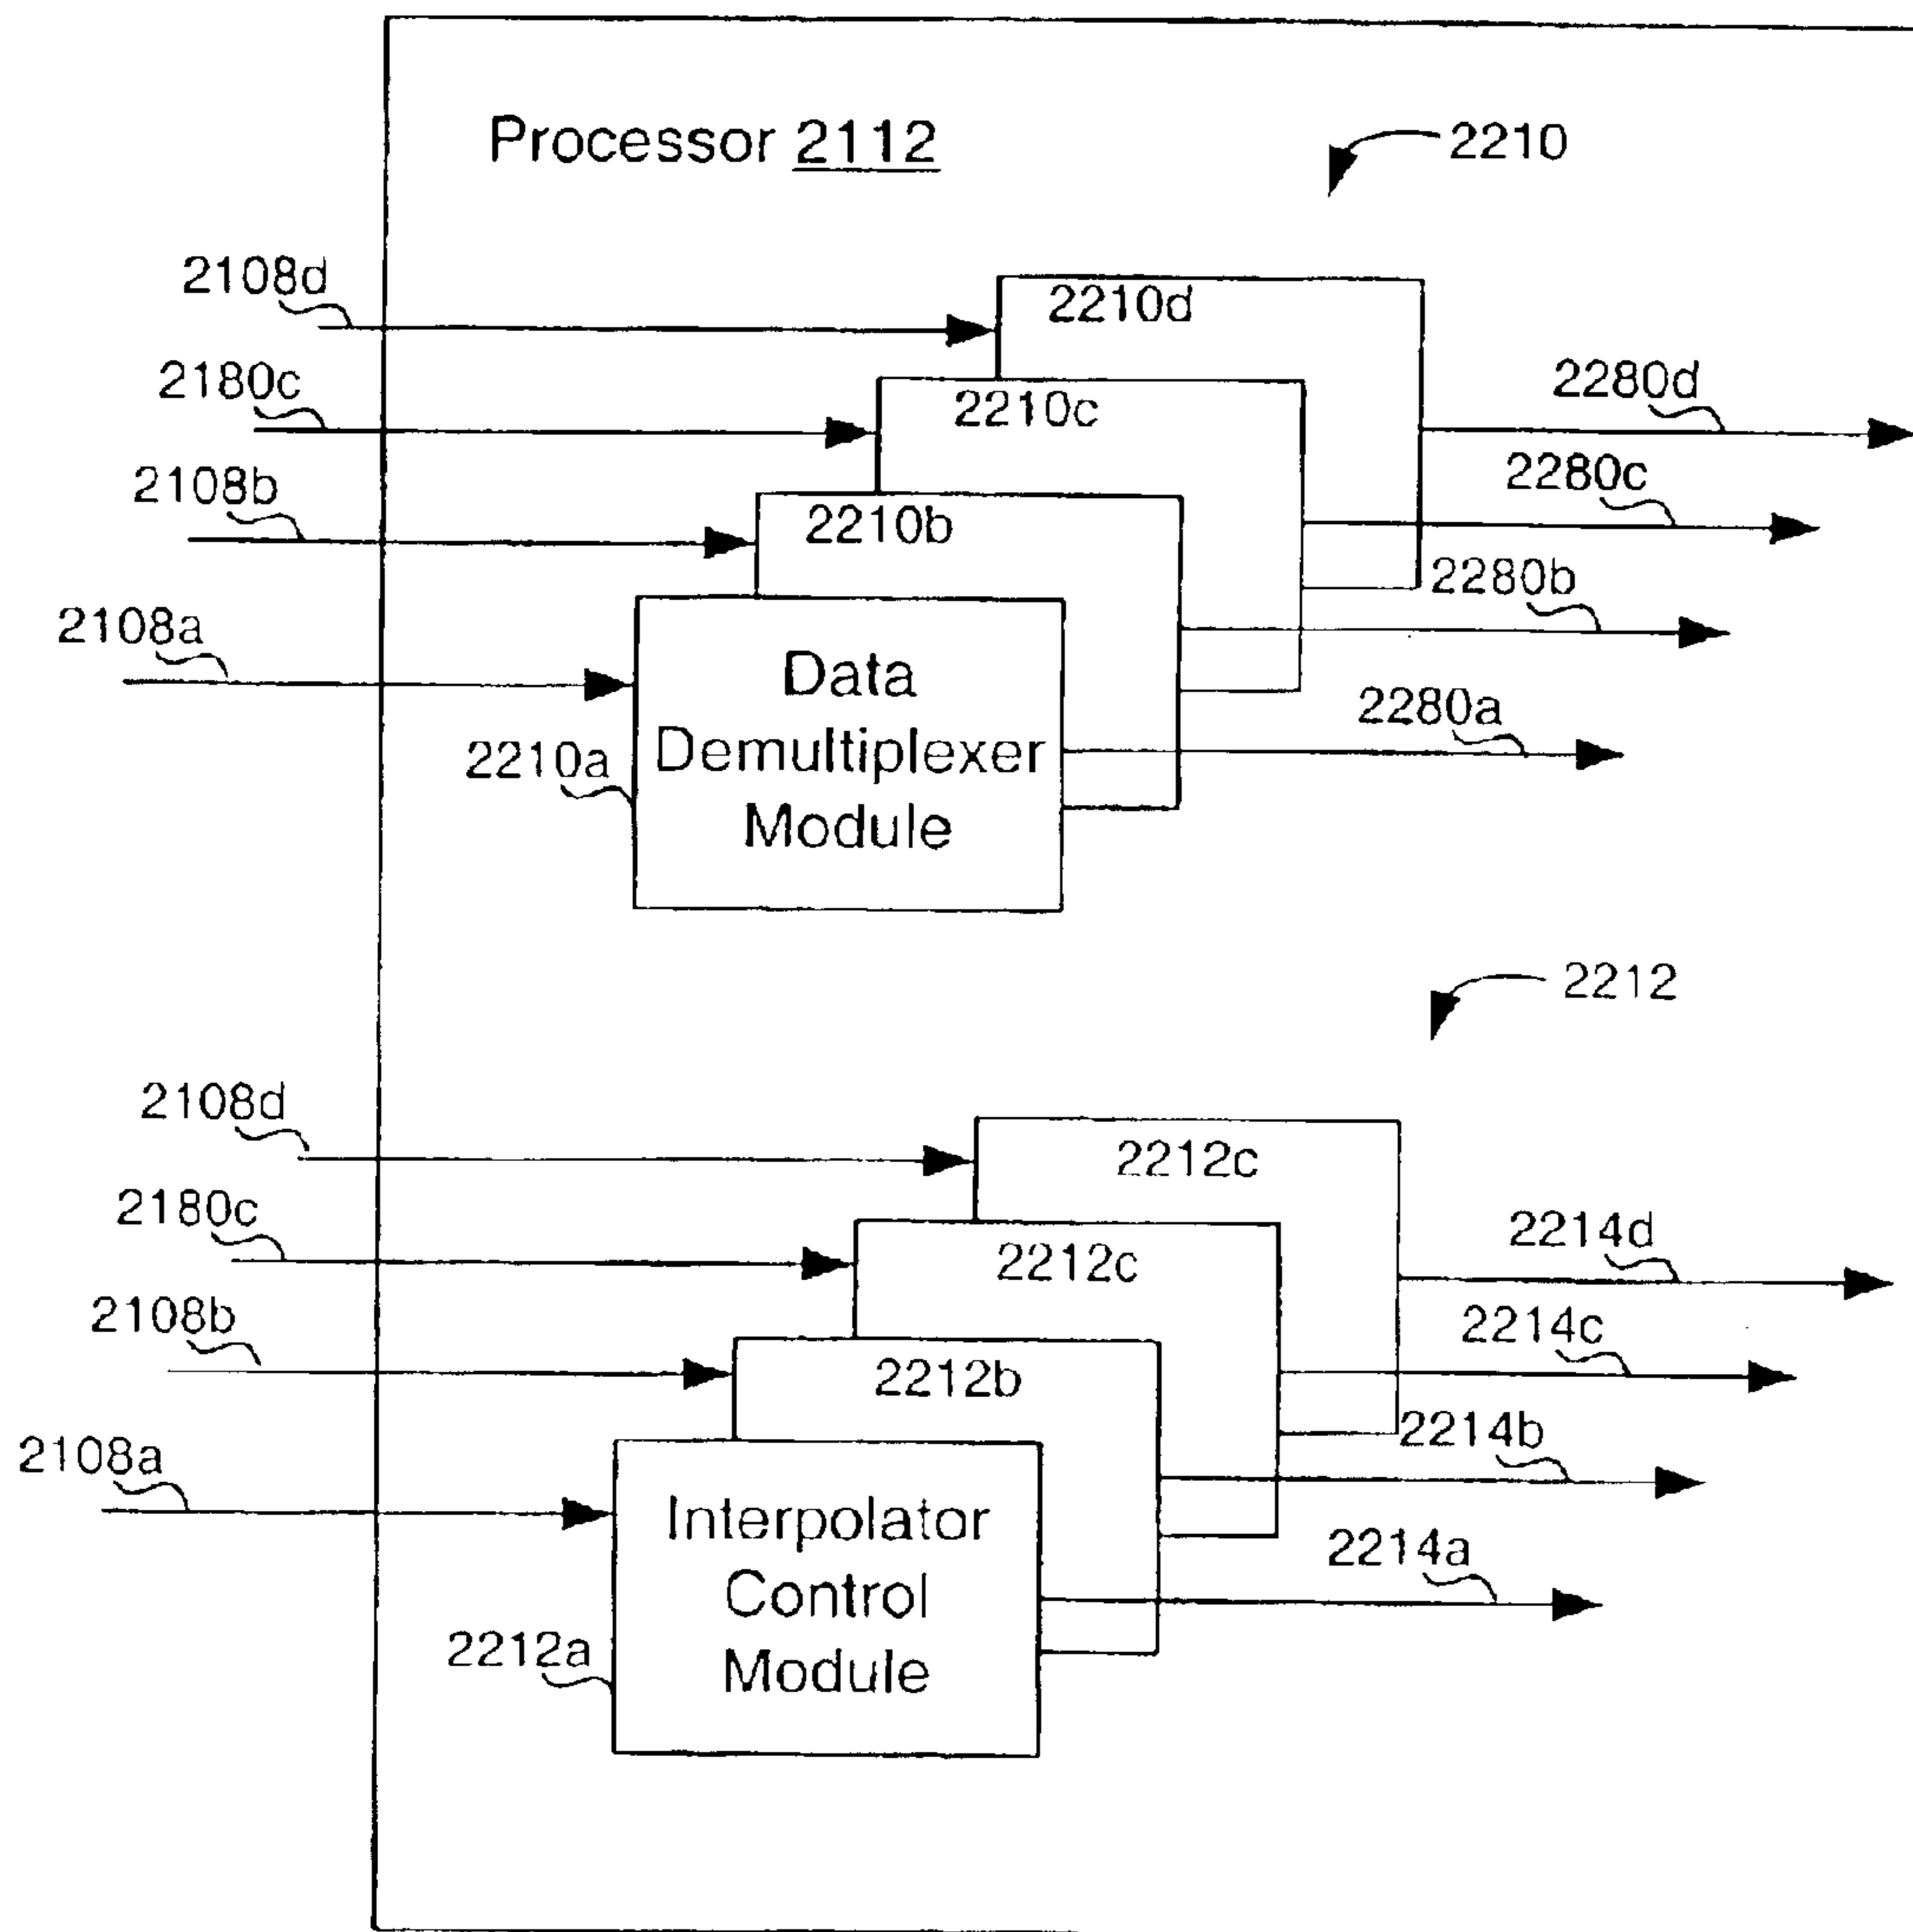 Processor 2112
2210
2108d
2210d
2180c
2210c
2280d
2108b
2210b
2280c
2280b
2108a
Data
Demultiplexer
Module
2210a
2280a
2212
2108d
2212c
2180c
2212c
2214d
2108b
2212b
2214c
2214b
2108a
Interpolator
Control
Module
2212a
2214a